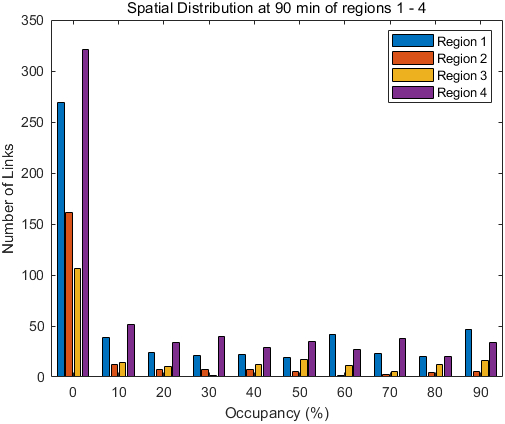 Spatial Distribution at 90 min of regions 1 - 4
350
300
250
200
150
100
50
0
Number of Links
Region 1
Region 2
Region 3
Region 4
0 10 20 30 40 50 60 70 80 90
Occupancy (%)